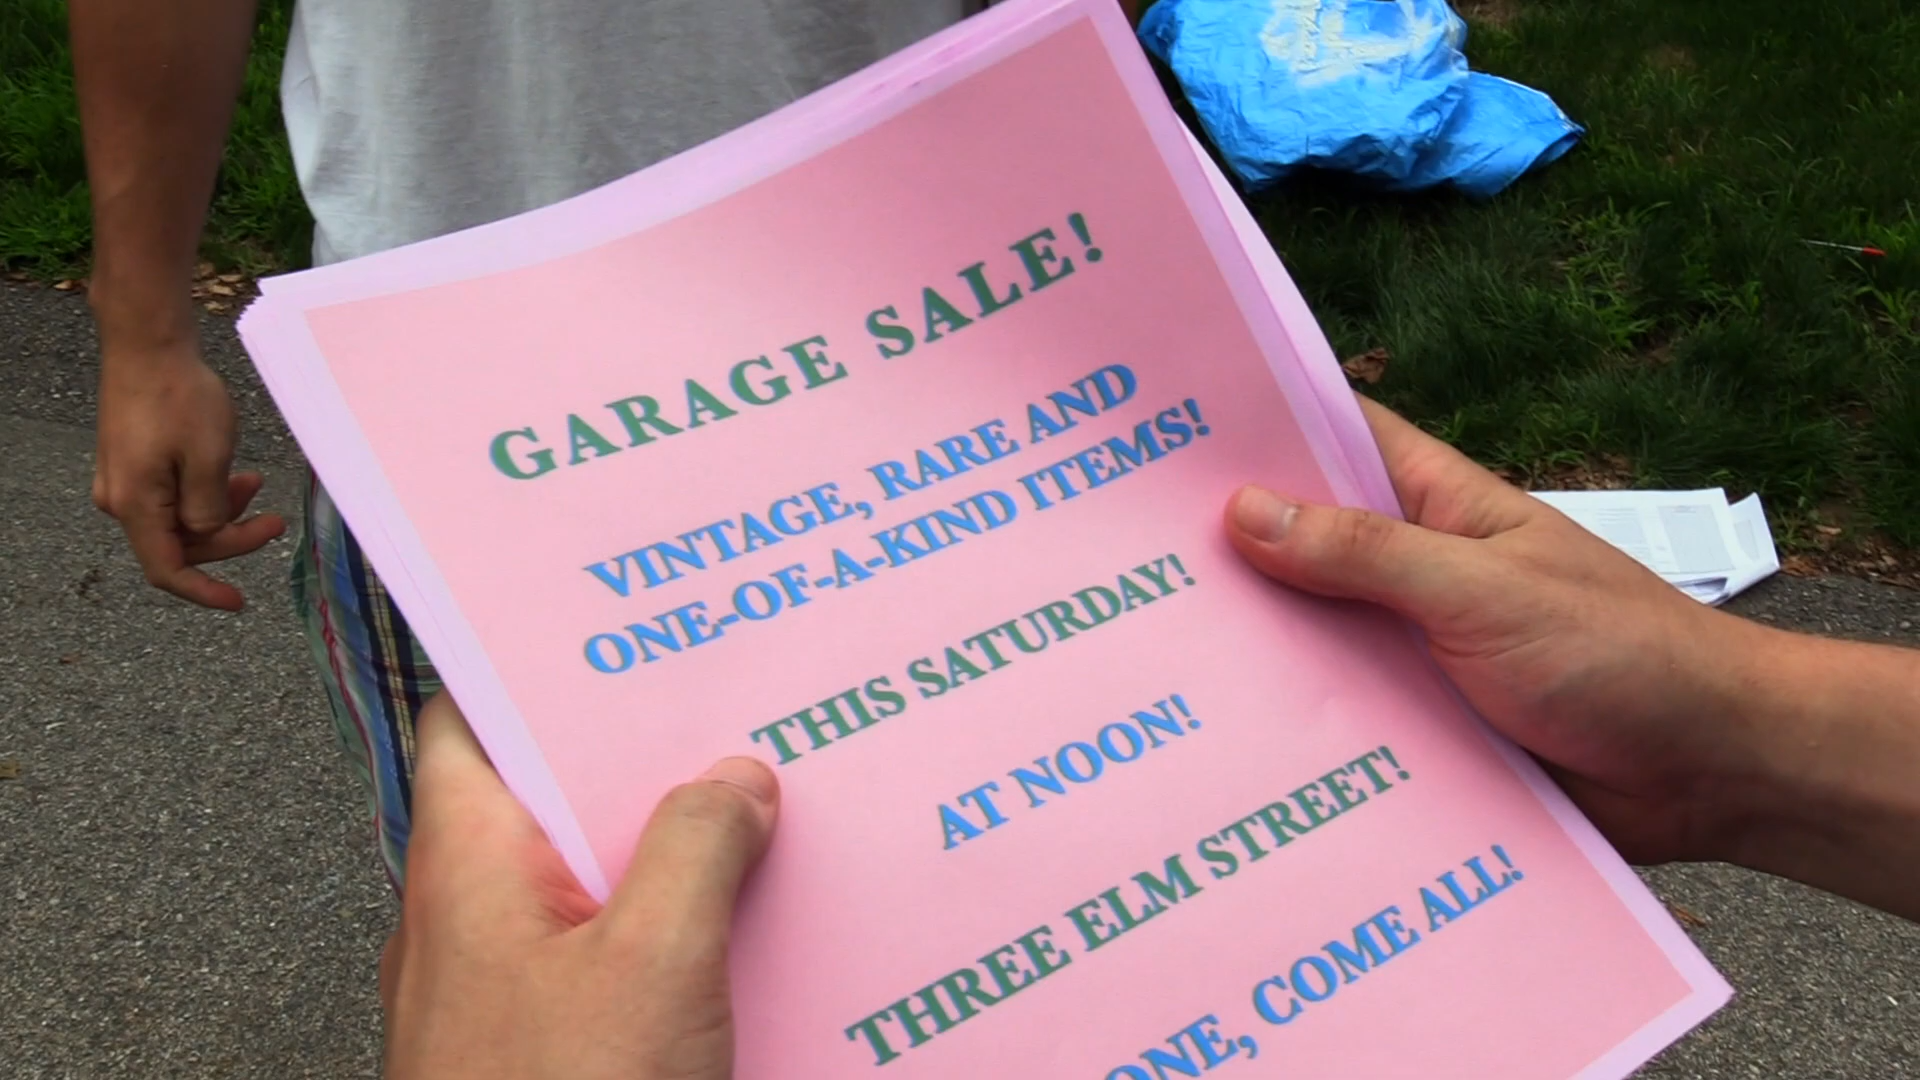 GARAGE SALE!
VINTAGE, RARE AND
ONE-OF-A-KIND ITEMS!
THIS SATURDAY!
AT NOON!
THREE ELM STREET!
ONE, COME ALL!